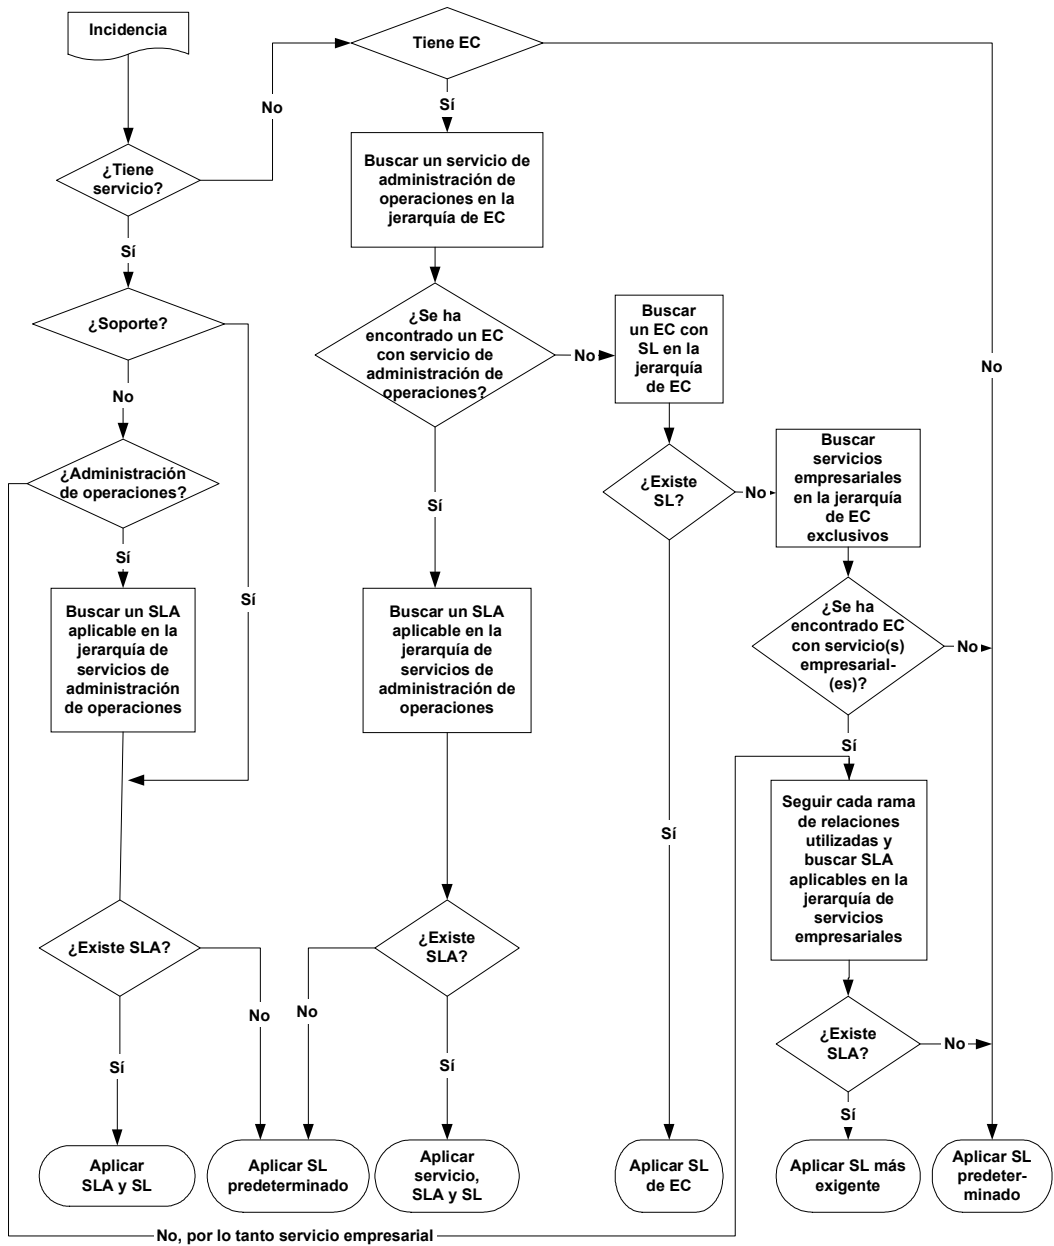 Incidencia
Tiene EC
No
Sí
¿Tiene
servicio?
Buscar un servicio de
administración de
operaciones en la
jerarquía de EC
Sí
¿Soporte?
¿Se ha
encontrado un EC
con servicio de
administración de
operaciones?
No
Buscar
un EC con
SL en la
jerarquía
de EC
No
No
¿Administración
de operaciones?
¿Existe
SL?
No
Buscar
servicios
empresariales
en la jerarquía
de EC
exclusivos
Sí
Sí
Sí
Buscar un SLA
aplicable en la
jerarquía de
servicios de
administración
de operaciones
Buscar un SLA
aplicable en la
jerarquía de
servicios de
administración de
operaciones
¿Se ha
encontrado EC
con servicio(s)
empresarial-
(es)?
No
Sí
Sí
Seguir cada rama
de relaciones
utilizadas y
buscar SLA
aplicables en la
jerarquía de
servicios
empresariales
¿Existe SLA?
¿Existe
SLA?
No
No
¿Existe
SLA?
No
Sí
Sí
Sí
Aplicar
SLA y SL
Aplicar SL
predeterminado
Aplicar
servicio,
SLA y SL
Aplicar SL
de EC
Aplicar SL más
exigente
Aplicar SL
predeter-
minado
No, por lo tanto servicio empresarial